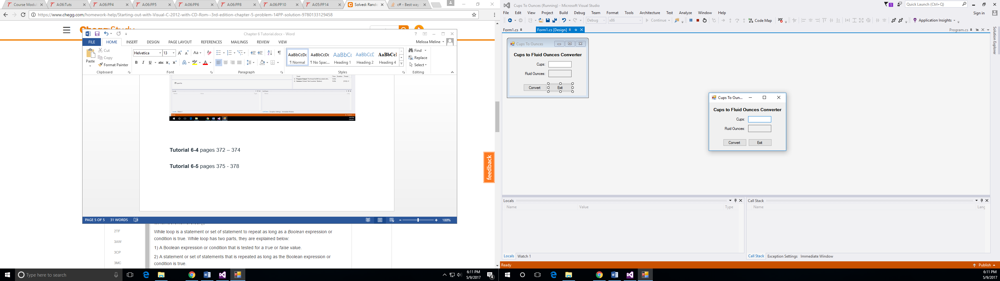 Course Modul
A:06:Tuts
A:06:PP4
A:06:PP5
A:06:PP6
A:06:PP8
A:06:PP10
A:05:PP14
Solved: Rando
c# - Best way
https://www.chegg.com/homework-help/Starting-out-with-Visual-C-2012-with-CD-Rom--3rd-edition-chapter-5-problem-14PP-solution-9780133129458
Chapter 6 Tutorial.docx - Word
FILE HOME INSERT DESIGN PAGE LAYOUT REFERENCES MAILINGS REVIEW VIEW
Melissa Meline
Paste
Cut
Copy
Format Painter
Clipboard
Helvetica 13
Font
Paragraph
AaBbCcDc AaBbCcDc AaBbCc AaBbCcD AaBbCc
¶ Normal ¶ No Spac... Heading 1 Heading 2 Heading 4
Styles
Find
Replace
Select
Editing
Tutorial 6-4 pages 372 – 374
Tutorial 6-5 pages 375 - 378
PAGE 5 OF 5 31 WORDS
100%
feedback
2TF
3AW
3CP
3MC
While loop is a statement or set of statement to repeat as long as a Boolean expression or
condition is true. While loop has two parts, they are explained below:
1) A Boolean expression or condition that is tested for a true or false value.
2) A statement or set of statements that is repeated as long as the Boolean expression or
condition is true.
Type here to search
6:11 PM
5/9/2017
4
Cups To Ounces (Running) - Microsoft Visual Studio
1
Quick Launch (Ctrl+Q)
File Edit View Project Build Debug Team Format Tools Architecture Test Analyze Window Help
Sign in
Debug x86 Continue Code Map Application Insights
Form1.cs
Form1.cs [Design]
Program.cs
Solution Explorer
Cups To Ounces
Cups to Fluid Ounces Converter
Cups:
Fluid Ounces:
Convert Exit
Cups To Oun...
Cups to Fluid Ounces Converter
Cups:
Fluid Ounces:
Convert Exit
Locals
Name Value Type
Locals Watch 1
Call Stack
Name Lang
Call Stack Exception Settings Immediate Window
Ready
Publish
6:11 PM
5/9/2017